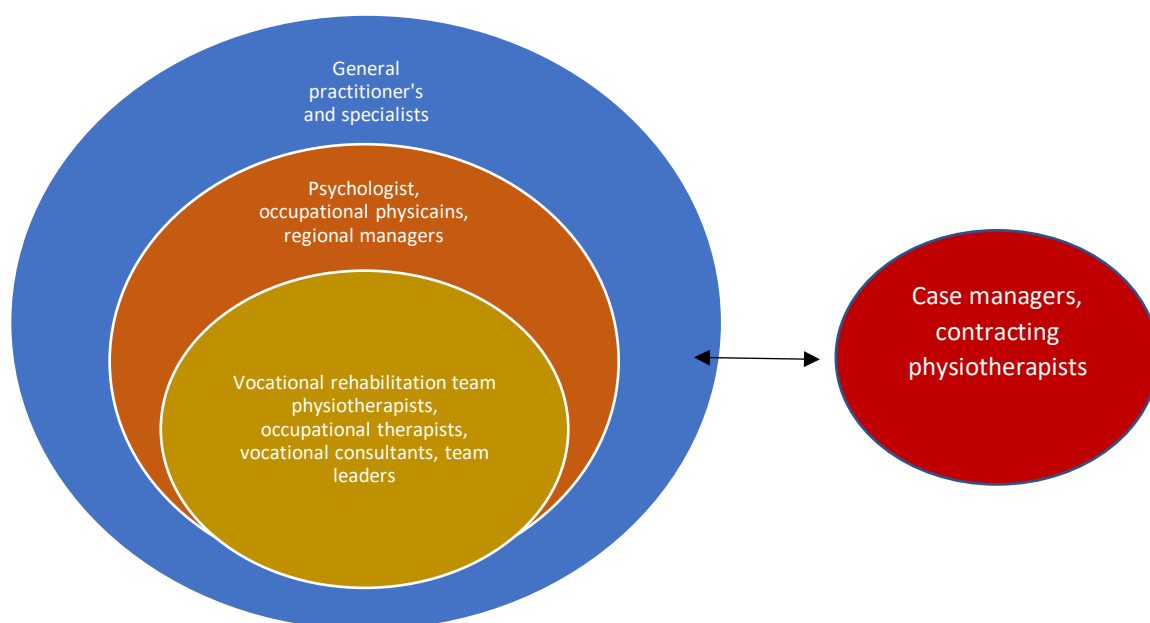 General
practitioner's
and specialists
Psychologist,
occupational physicains,
regional managers
Vocational rehabilitation team
physiotherapists,
occupational therapists,
vocational consultants, team
leaders
Case managers,
contracting
physiotherapists